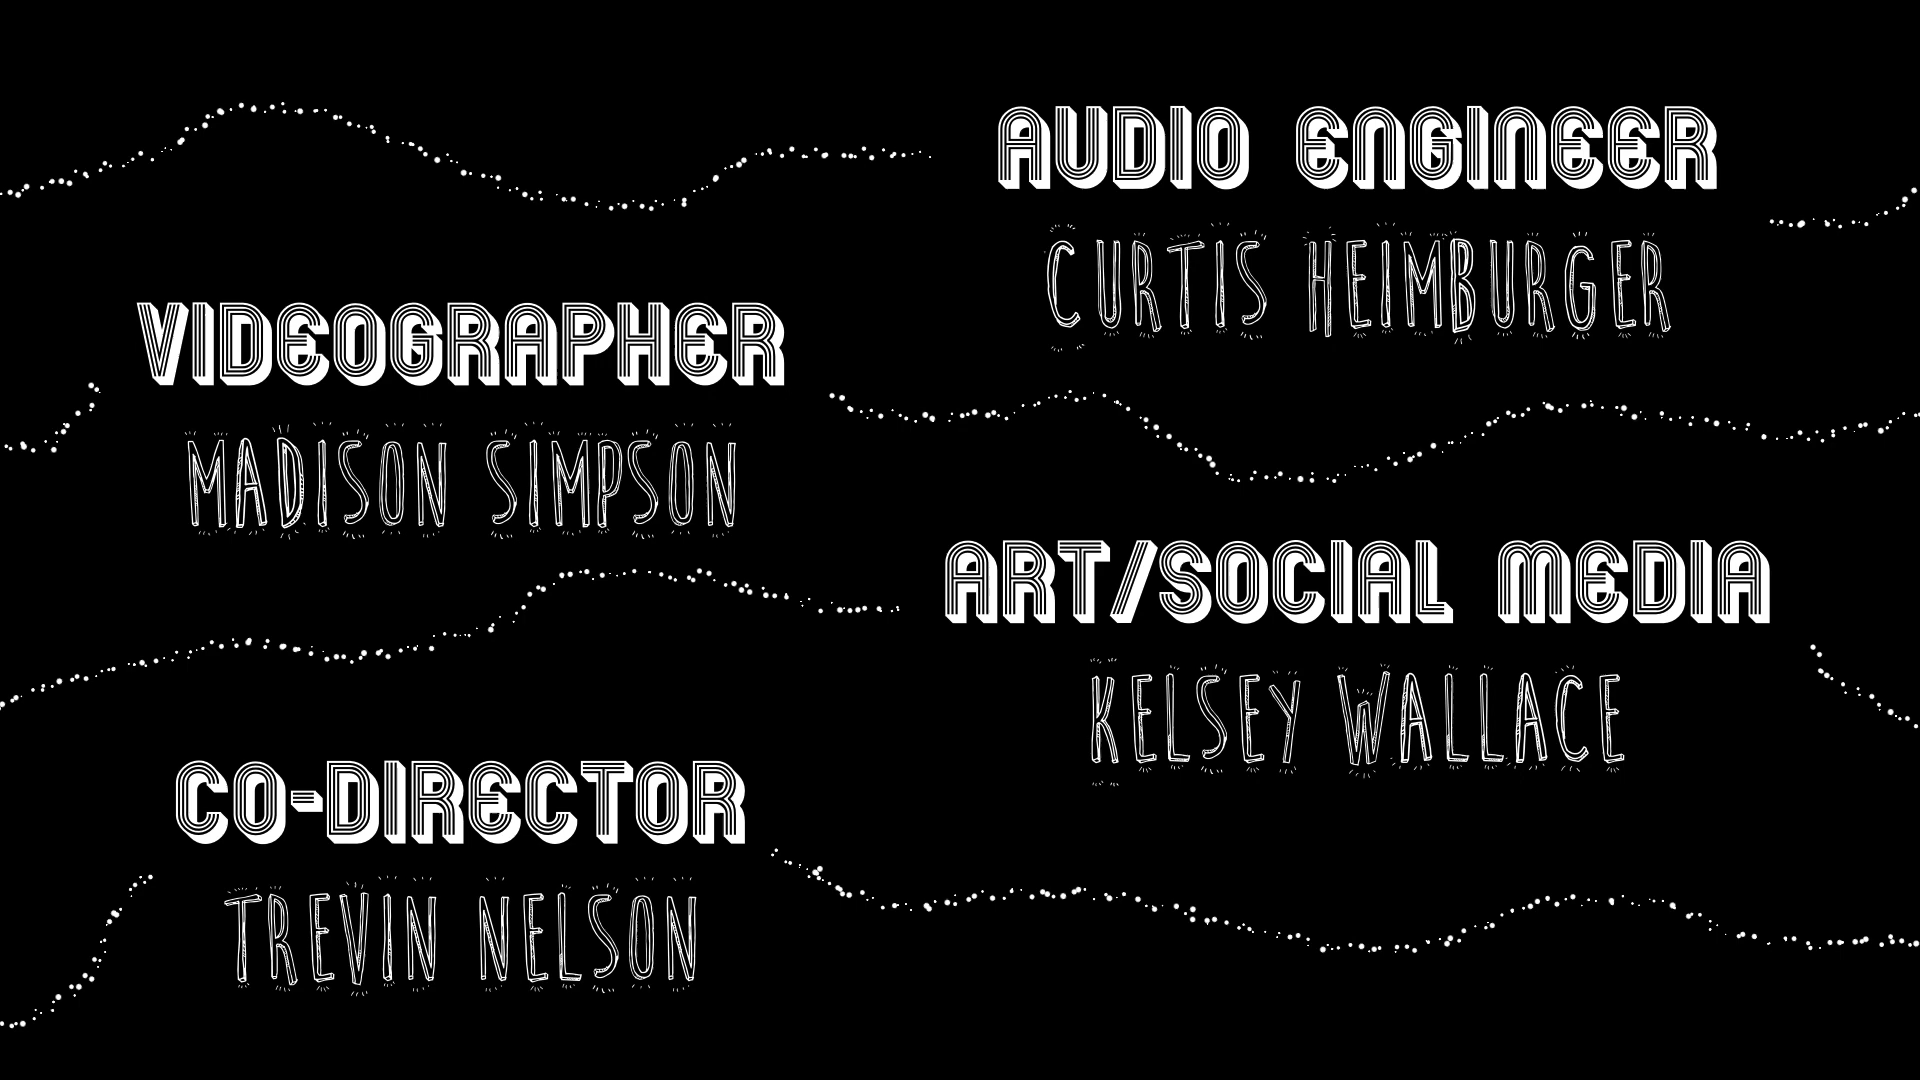 AUDIO ENGINEER
CURTIS HEIMBURGER
VIDEOGRAPHER
MADISON SIMPSON
ART/SOCIAL MEDIA
KELSEY WALLACE
CO-DIRECTOR
TREVIN NELSON